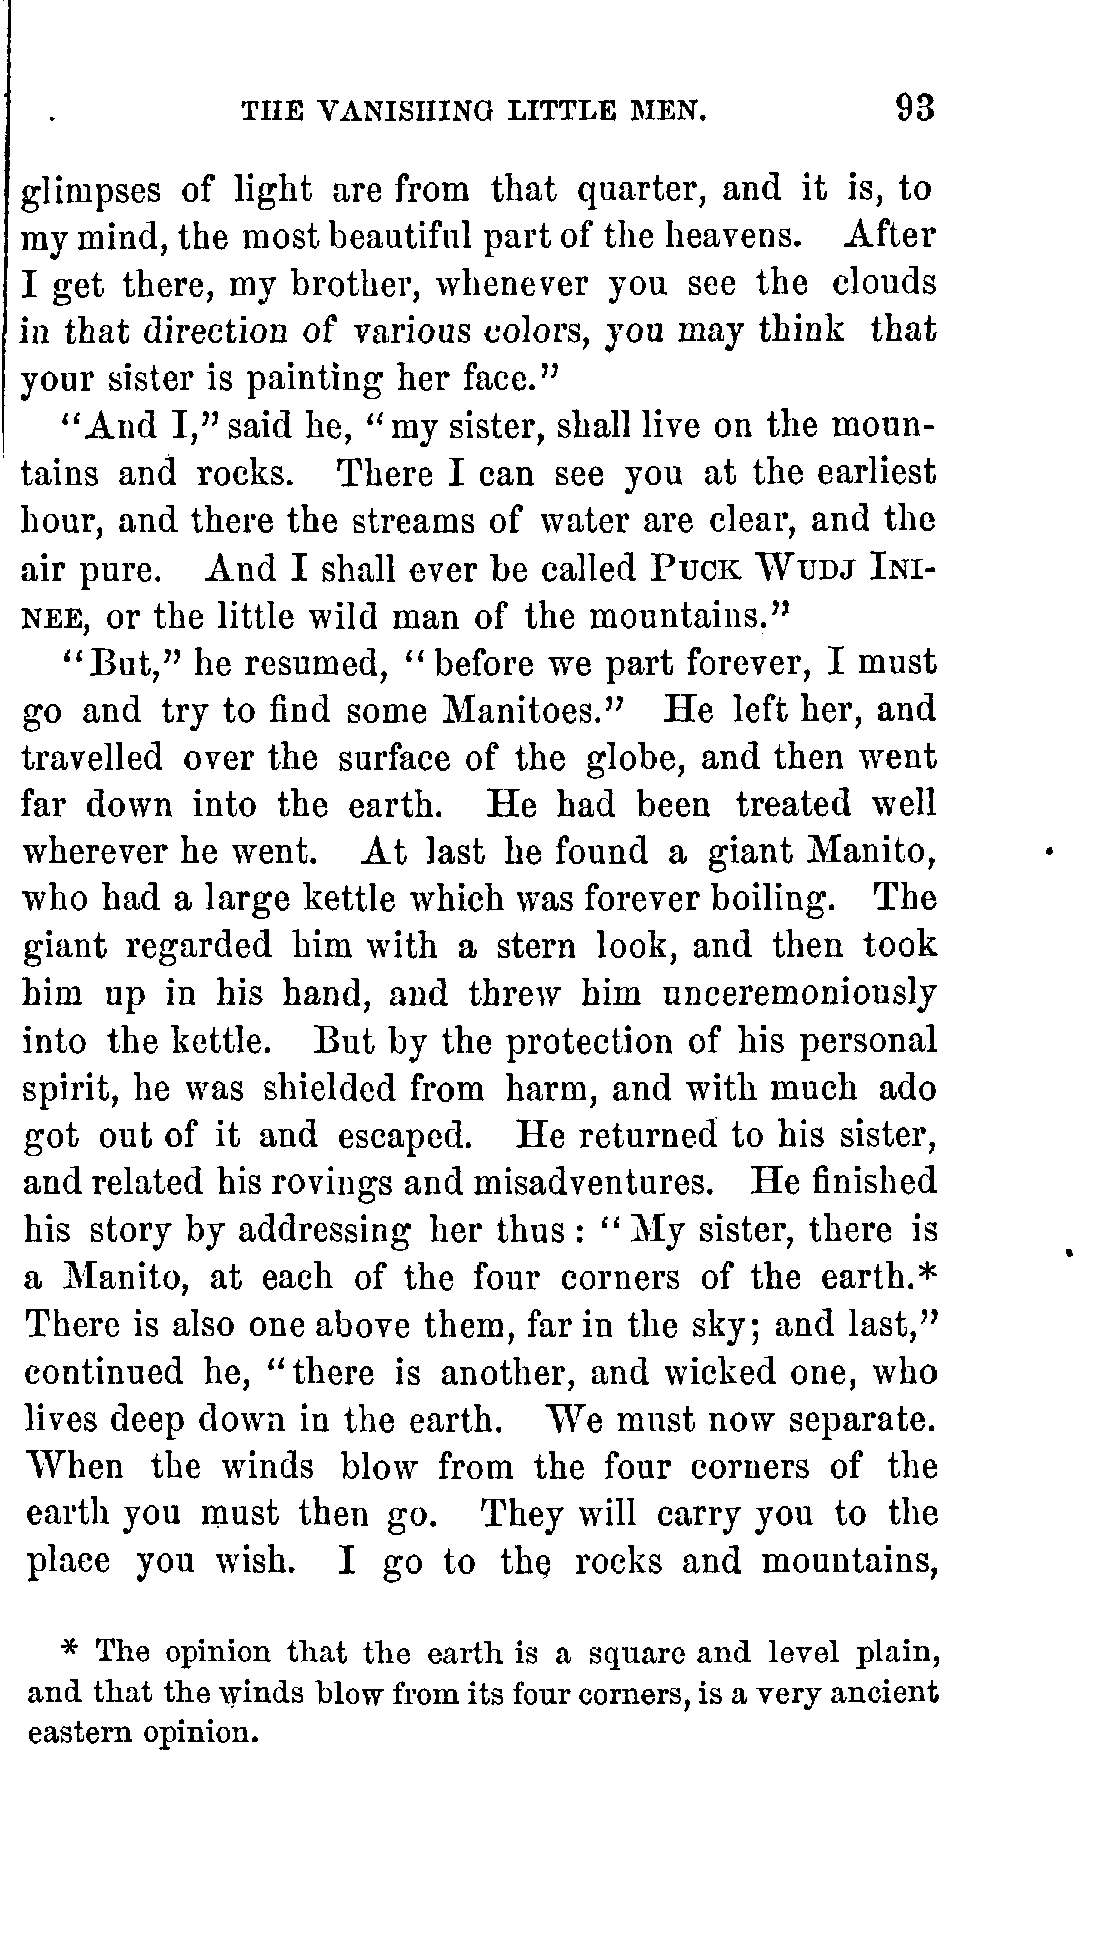 THE VANISHING LITTLE MEN. 93
glimpses of light are from that quarter, and it is, to
my mind, the most beautiful part of the heavens. After
I get there, my brother, whenever you see the clouds
in that direction of various colors, you may think that
your sister is painting her face.”
“And I,” said he, “my sister, shall live on the moun-
tains and rocks. There I can see you at the earliest
hour, and there the streams of water are clear, and the
air pure. And I shall ever be called PUCK WUDJ INI-
NEE, or the little wild man of the mountains.”
“But,” he resumed, “before we part forever, I must
go and try to find some Manitoes.” He left her, and
travelled over the surface of the globe, and then went
far down into the earth. He had been treated well
wherever he went. At last he found a giant Manito,
who had a large kettle which was forever boiling. The
giant regarded him with a stern look, and then took
him up in his hand, and threw him unceremoniously
into the kettle. But by the protection of his personal
spirit, he was shielded from harm, and with much ado
got out of it and escaped. He returned to his sister,
and related his rovings and misadventures. He finished
his story by addressing her thus: “My sister, there is
a Manito, at each of the four corners of the earth.*
There is also one above them, far in the sky; and last,”
continued he, “there is another, and wicked one, who
lives deep down in the earth. We must now separate.
When the winds blow from the four corners of the
earth you must then go. They will carry you to the
place you wish. I go to the rocks and mountains,
* The opinion that the earth is a square and level plain,
and that the winds blow from its four corners, is a very ancient
eastern opinion.